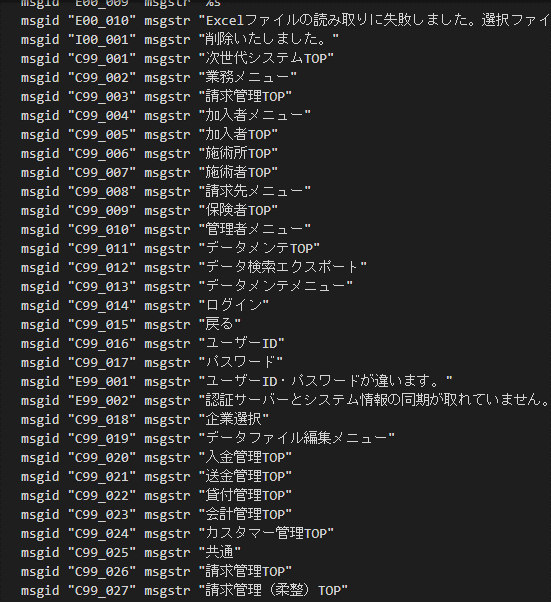 msgid "E00_009" msgstr "%s
msgid "E00_010" msgstr "Excelファイルの読み取りに失敗しました。選択ファイ
msgid "I00_001" msgstr "削除いたしました。"
msgid "C99_001" msgstr "次世代システムTOP"
msgid "C99_002" msgstr "業務メニュー"
msgid "C99_003" msgstr "請求管理TOP"
msgid "C99_004" msgstr "加入者メニュー"
msgid "C99_005" msgstr "加入者TOP"
msgid "C99_006" msgstr "施術所TOP"
msgid "C99_007" msgstr "施術者TOP"
msgid "C99_008" msgstr "請求先メニュー"
msgid "C99_009" msgstr "保険者TOP"
msgid "C99_010" msgstr "管理者メニュー"
msgid "C99_011" msgstr "データメンテTOP"
msgid "C99_012" msgstr "データ検索エクスポート"
msgid "C99_013" msgstr "データメンテメニュー"
msgid "C99_014" msgstr "ログイン"
msgid "C99_015" msgstr "戻る"
msgid "C99_016" msgstr "ユーザーID"
msgid "C99_017" msgstr "パスワード"
msgid "E99_001" msgstr "ユーザーID・パスワードが違います。"
msgid "E99_002" msgstr "認証サーバーとシステム情報の同期が取れていません。
msgid "C99_018" msgstr "企業選択"
msgid "C99_019" msgstr "データファイル編集メニュー"
msgid "C99_020" msgstr "入金管理TOP"
msgid "C99_021" msgstr "送金管理TOP"
msgid "C99_022" msgstr "貸付管理TOP"
msgid "C99_023" msgstr "会計管理TOP"
msgid "C99_024" msgstr "カスタマー管理TOP"
msgid "C99_025" msgstr "共通"
msgid "C99_026" msgstr "請求管理TOP"
msgid "C99_027" msgstr "請求管理（柔整）TOP"